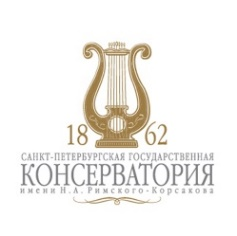 18 62
САНКТ-ПЕТЕРБУРГСКАЯ ГОСУДАРСТВЕННАЯ
КОНСЕРВАТОРИЯ
имени Н.А.Римского-Корсакова